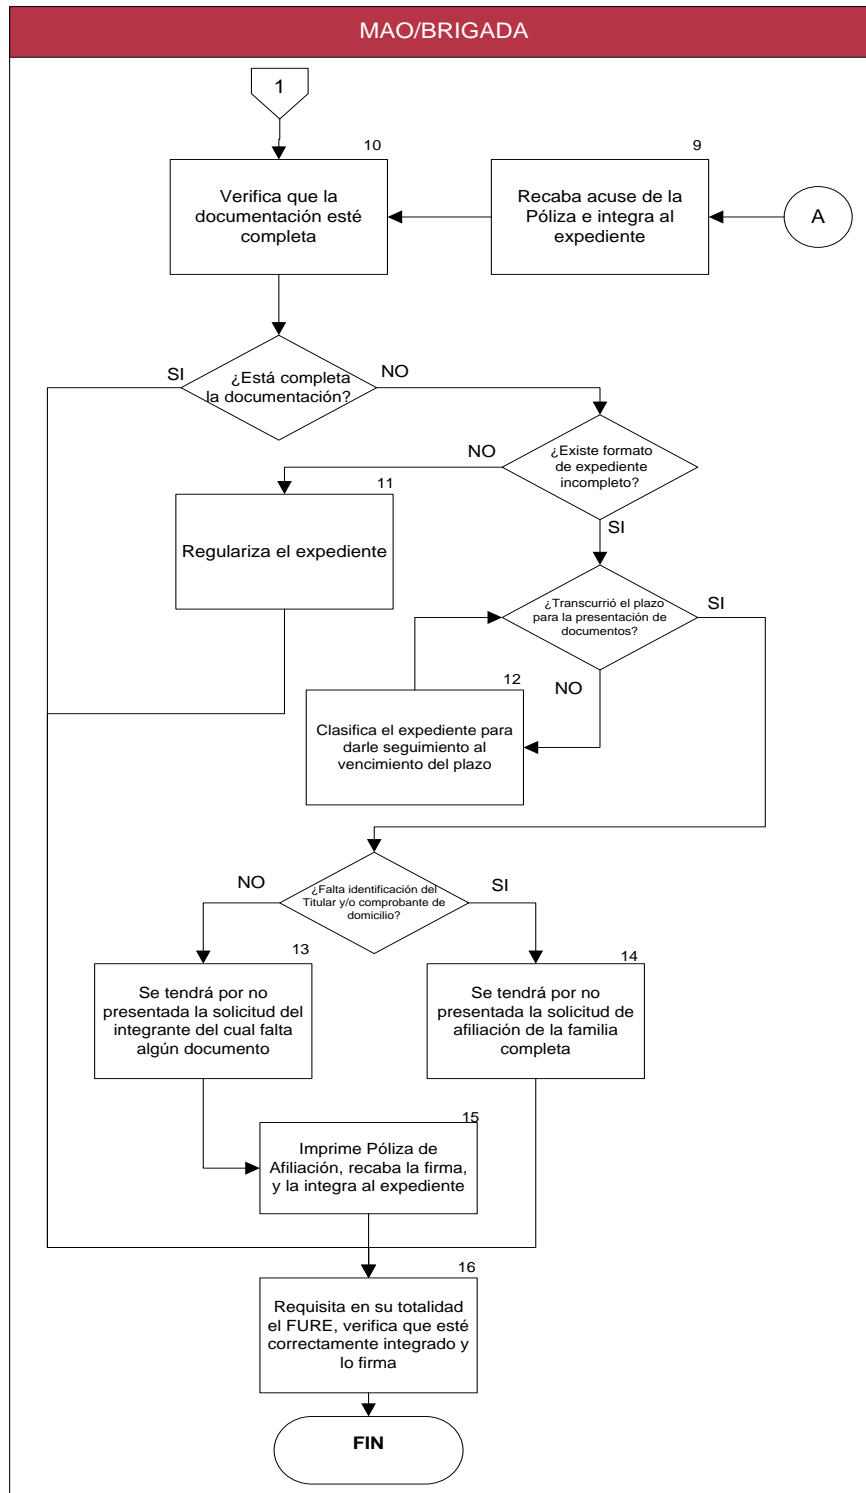 MAO/BRIGADA
1
10
9
Verifica que la
documentación esté
completa
Recaba acuse de la
Póliza e integra al
expediente
A
SI
¿Está completa
la documentación?
NO
¿Existe formato
de expediente
incompleto?
NO
11
Regulariza el expediente
SI
¿Transcurrió el plazo
para la presentación de
documentos?
SI
12
NO
Clasifica el expediente para
darle seguimiento al
vencimiento del plazo
NO
¿Falta identificación del
Titular y/o comprobante de
domicilio?
SI
13
14
Se tendrá por no
presentada la solicitud del
integrante del cual falta
algún documento
Se tendrá por no
presentada la solicitud de
afiliación de la familia
completa
15
Imprime Póliza de
Afiliación, recaba la firma,
y la integra al expediente
16
Requisita en su totalidad
el FURE, verifica que esté
correctamente integrado y
lo firma
FIN